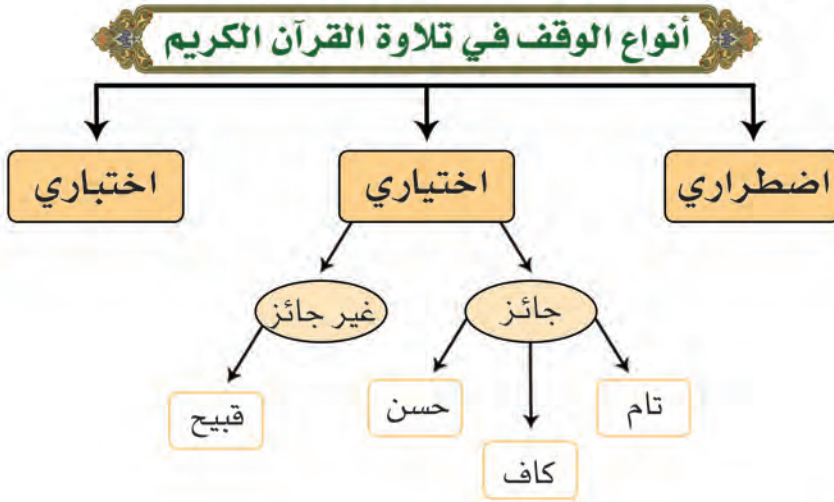 أنواع الوقف في تلاوة القرآن الكريم
اضطراري
اختياري
اختباري
جائز
غير جائز
تام
كاف
حسن
قبيح